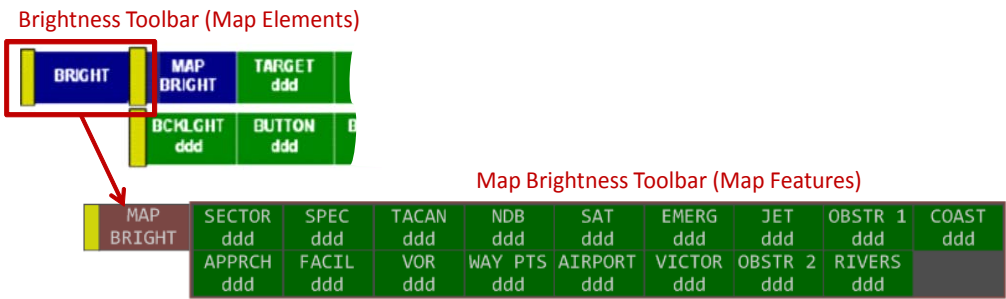 Brightness Toolbar (Map Elements)
BRIGHT
MAP
BRIGHT
TARGET
ddd
BCKLGHT
ddd
BUTTON
ddd
B
Map Brightness Toolbar (Map Features)
MAP
BRIGHT
SECTOR
ddd
SPEC
ddd
TACAN
ddd
NDB
ddd
SAT
ddd
EMERG
ddd
JET
ddd
OBSTR 1
ddd
COAST
ddd
APPRCH
ddd
FACIL
ddd
VOR
ddd
WAY PTS
ddd
AIRPORT
ddd
VICTOR
ddd
OBSTR 2
ddd
RIVERS
ddd